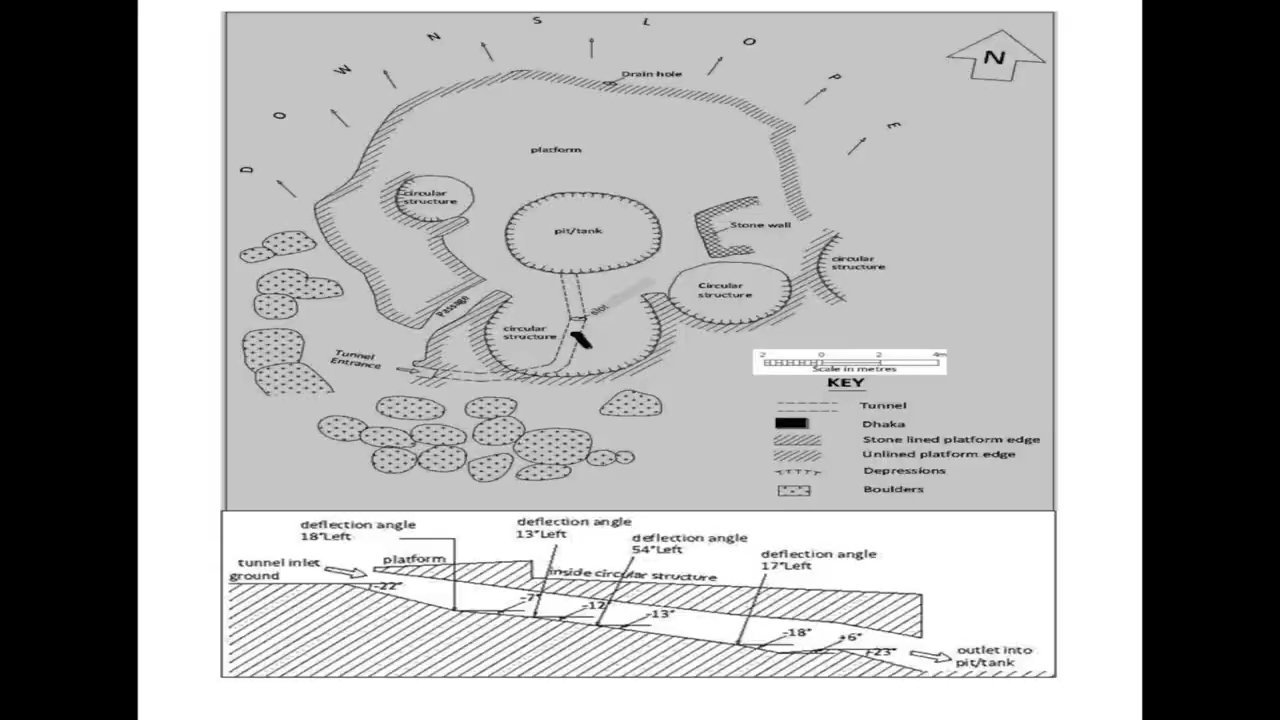 D O W N S L O P E
N
Drain hole
platform
circular
structure
pit/tank
Stone wall
circular
structure
Circular
structure
Passage
slot
circular
structure
Tunnel
Entrance
2 0 2 4m
Scale in metres
KEY
Tunnel
Dhaka
Stone lined platform edge
Unlined platform edge
Depressions
Boulders
deflection angle
18°Left
deflection angle
13°Left
deflection angle
54°Left
deflection angle
17°Left
tunnel inlet
ground
platform
inside circular structure
-22°
-7°
-12°
-13°
-18°
+6°
-23°
outlet into
pit/tank